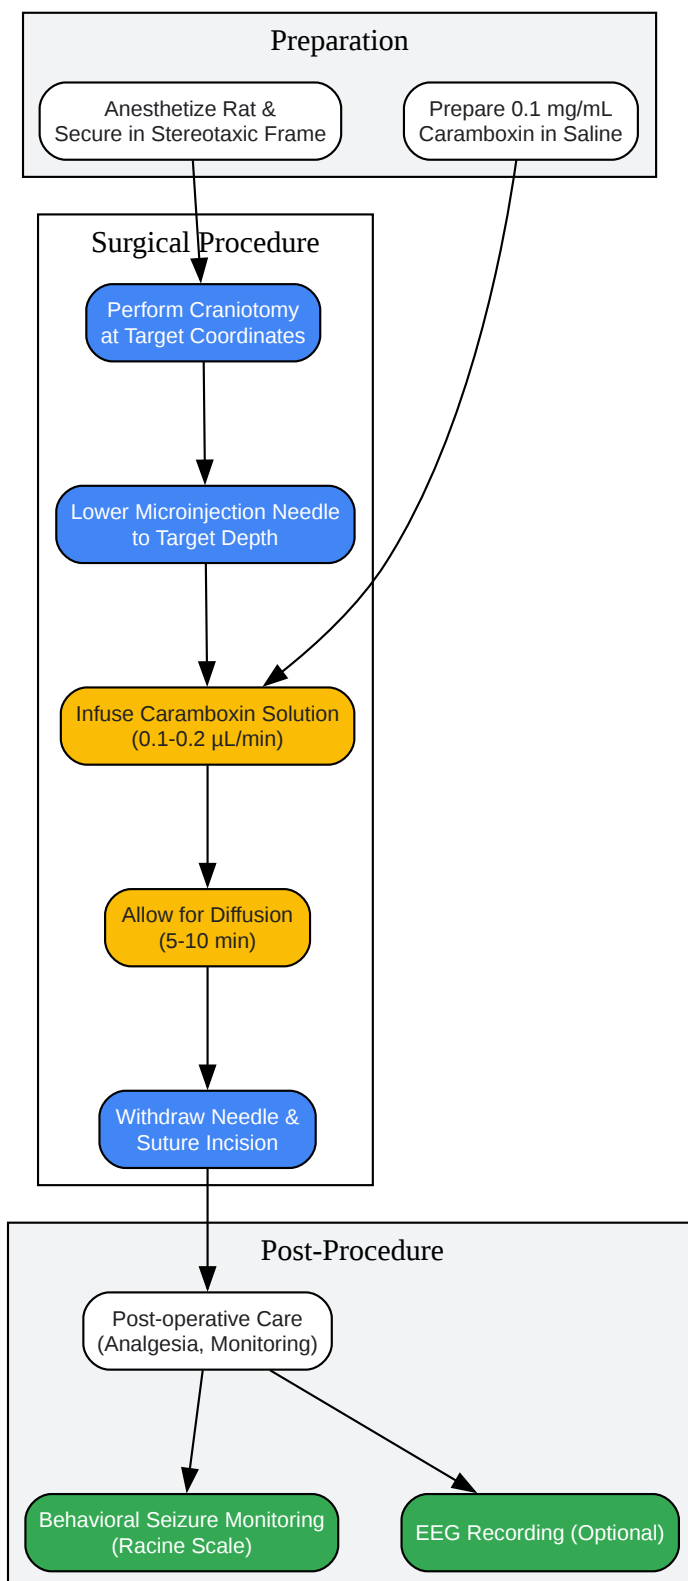 Preparation
Anesthetize Rat &
Secure in Stereotaxic Frame
Prepare 0.1 mg/mL
Caramboxin in Saline
Surgical Procedure
Perform Craniotomy
at Target Coordinates
Lower Microinjection Needle
to Target Depth
Infuse Caramboxin Solution
(0.1-0.2 µL/min)
Allow for Diffusion
(5-10 min)
Withdraw Needle &
Suture Incision
Post-Procedure
Post-operative Care
(Analgesia, Monitoring)
Behavioral Seizure Monitoring
(Racine Scale)
EEG Recording (Optional)